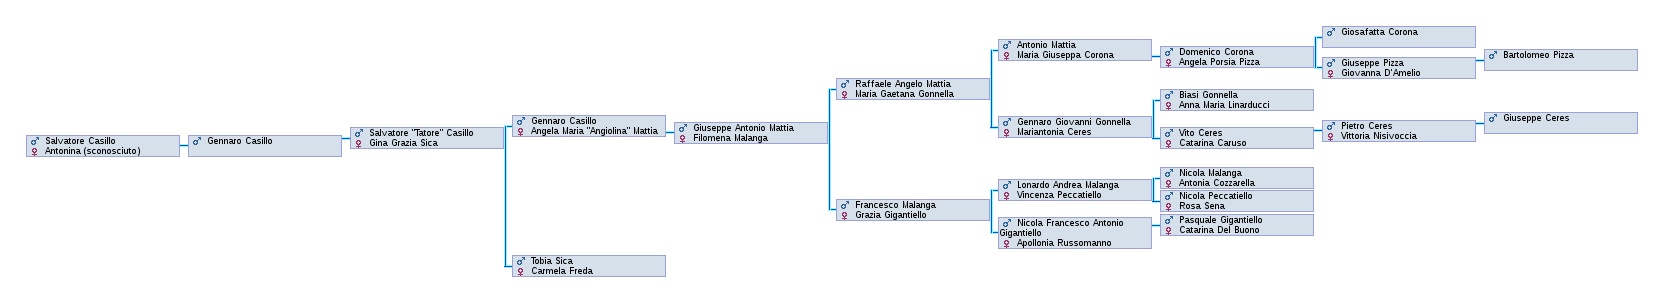 Salvatore Casillo
Antonina (sconosciuto)
Gennaro Casillo
Salvatore "Tatore" Casillo
Gina Grazia Sica
Gennaro Casillo
Angela Maria "Angiolina" Mattia
Tobia Sica
Carmela Freda
Giuseppe Antonio Mattia
Filomena Malanga
Raffaele Angelo Mattia
Maria Gaetana Gonnella
Francesco Malanga
Grazia Gigantiello
Antonio Mattia
Maria Giuseppa Corona
Gennaro Giovanni Gonnella
Mariantonia Ceres
Lonardo Andrea Malanga
Vincenza Peccatiello
Nicola Francesco Antonio
Gigantiello
Apollonia Russomanno
Domenico Corona
Angela Porsia Pizza
Biasi Gonnella
Anna Maria Linarducci
Vito Ceres
Catarina Caruso
Nicola Malanga
Antonia Cozzarella
Nicola Peccatiello
Rosa Sena
Pasquale Gigantiello
Catarina Del Buono
Giosafatta Corona
Giuseppe Pizza
Giovanna D'Amelio
Pietro Ceres
Vittoria Nisivoccia
Bartolomeo Pizza
Giuseppe Ceres